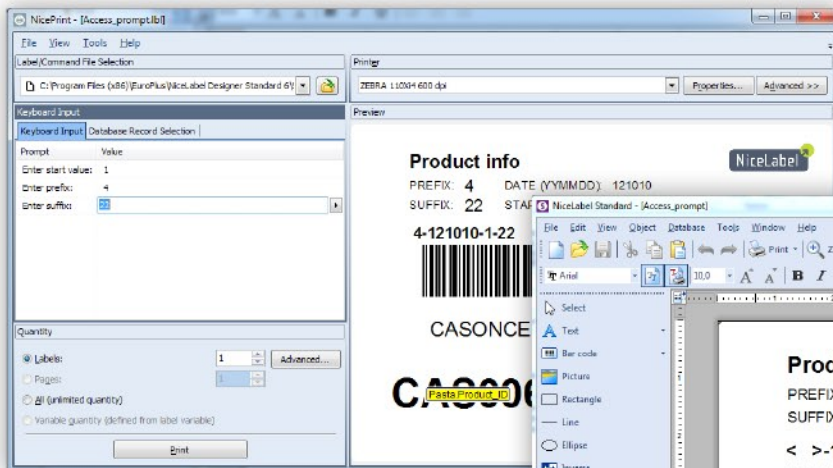 NicePrint - [Access_prompt.lbl]
File View Tools Help
Label/Command File Selection
C:\Program Files (x86)\EuroPlus\NiceLabel Designer Standard 6\
Keyboard Input
Keyboard Input Database Record Selection
Prompt Value
Enter start value: 1
Enter prefix: 4
Enter suffix: 22
Quantity
Labels: 1 Advanced...
Pages: 1
All (unlimited quantity)
Variable quantity (defined from label variable)
Print
Printer
ZEBRA 110Xi4 600 dpi Properties... Advanced >>
Preview
Product info NiceLabel
PREFIX: 4 DATE (YYMMDD): 121010
SUFFIX: 22 STAR
4-121010-1-22
CASONCE
Pasta.Product_ID
NiceLabel Standard - [Access_prompt]
File Edit View Object Database Tools Window Help
Print
Arial 10,0 A A B I
Select
Text
Bar code
Picture
Rectangle
Line
Ellipse
Inverse
Prod
PREFIX
SUFFIX
< >-1